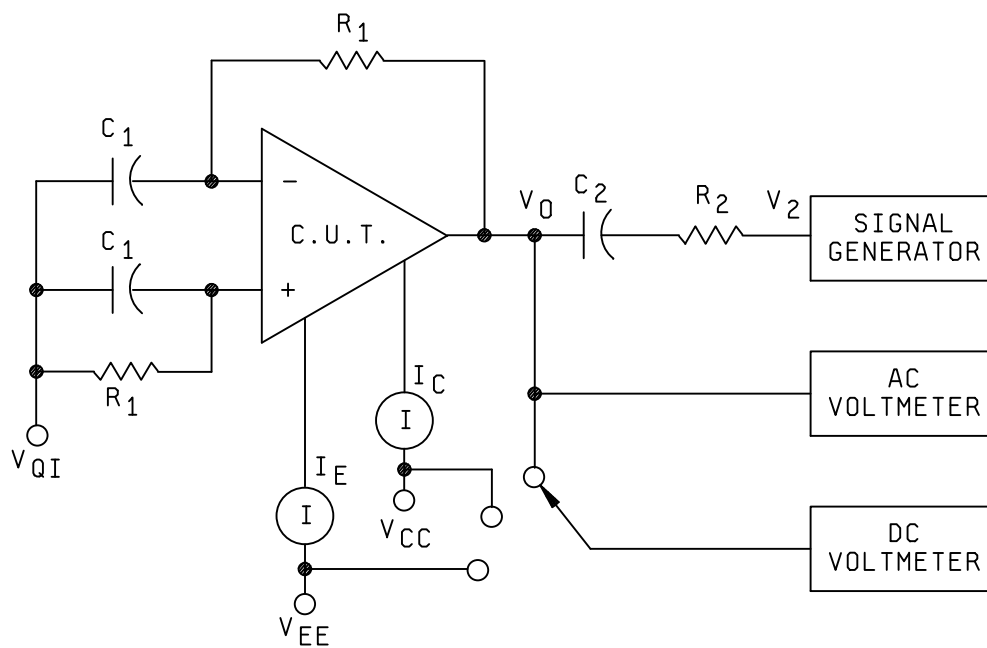 R1
C1
−
C.U.T.
C1
+
R1
VQI
VO
C2
R2
V2
SIGNAL
GENERATOR
AC
VOLTMETER
IC
I
IE
I
VCC
DC
VOLTMETER
VEE